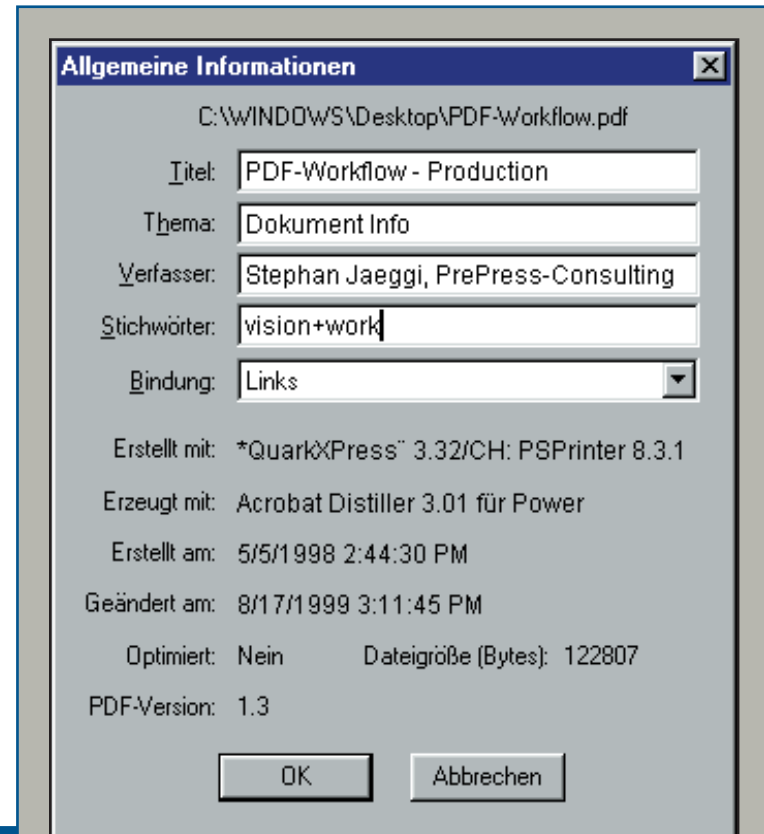 Allgemeine Informationen
C:\WINDOWS\Desktop\PDF-Workflow.pdf
Titel: PDF-Workflow - Production
Thema: Dokument Info
Verfasser: Stephan Jaeggi, PrePress-Consulting
Stichwörter: vision+work
Bindung: Links
Erstellt mit: *QuarkXPress¨ 3.32/CH: PSPrinter 8.3.1
Erzeugt mit: Acrobat Distiller 3.01 für Power
Erstellt am: 5/5/1998 2:44:30 PM
Geändert am: 8/17/1999 3:11:45 PM
Optimiert: Nein Dateigröße (Bytes): 122807
PDF-Version: 1.3
OK Abbrechen